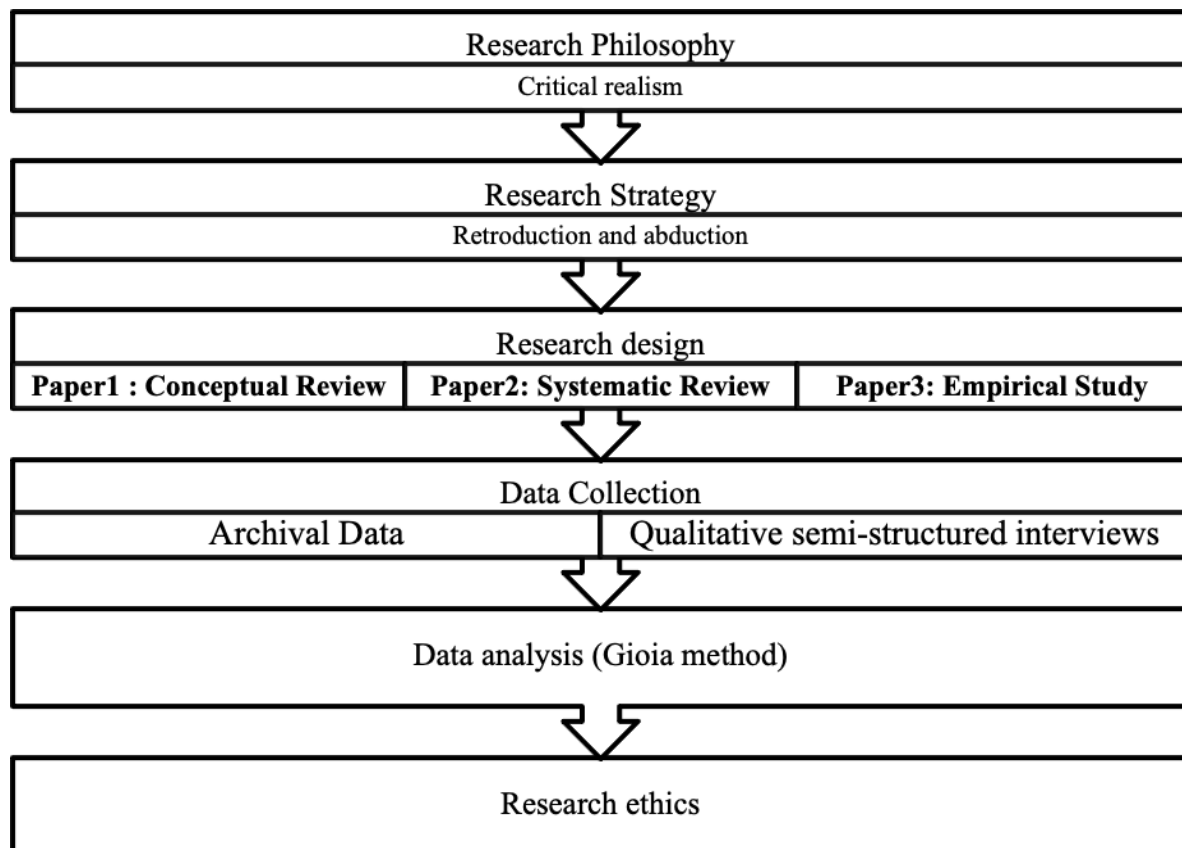 Research Philosophy
Critical realism
Research Strategy
Retroduction and abduction
Research design
Paper1 : Conceptual Review
Paper2: Systematic Review
Paper3: Empirical Study
Data Collection
Archival Data
Qualitative semi-structured interviews
Data analysis (Gioia method)
Research ethics